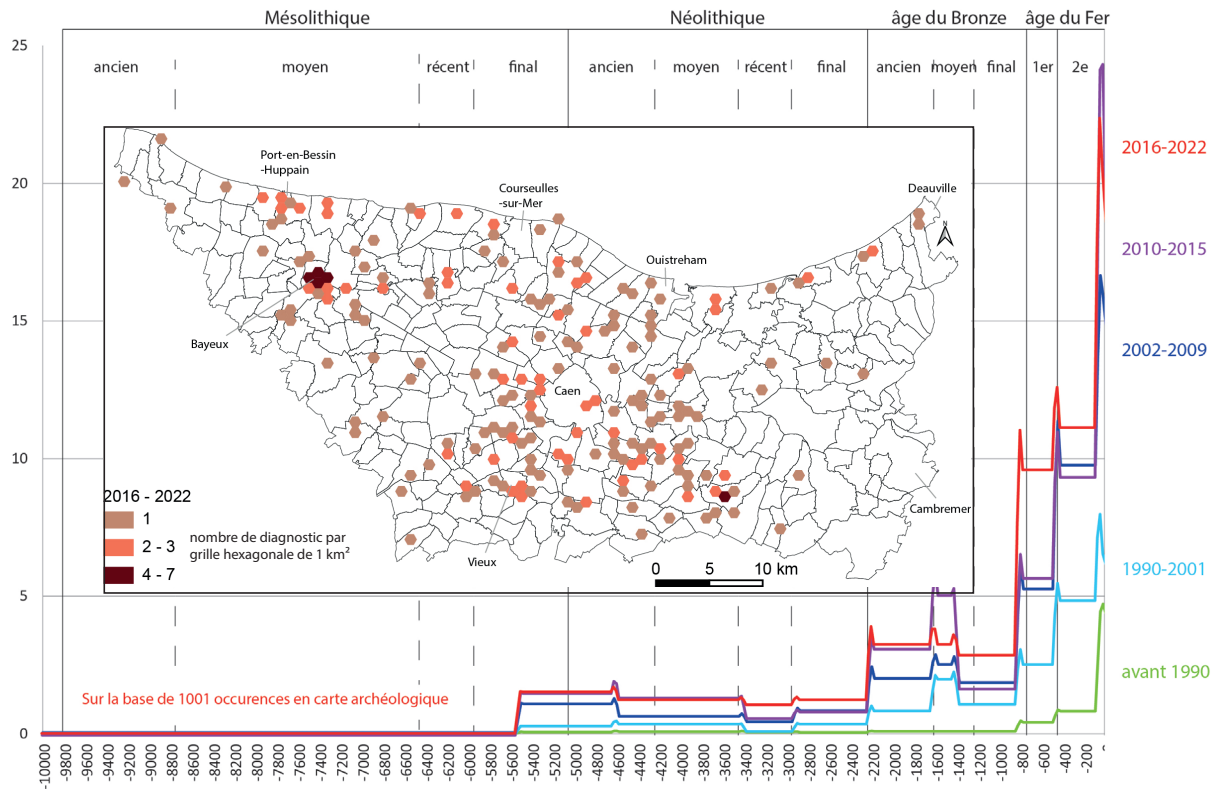 Mésolithique Néolithique âge du Bronze âge du Fer
25
ancien moyen récent final ancien moyen récent final ancien moyen final 1er 2e
Port-en-Bessin
-Huppain
Courseulles
-sur-Mer
Deauville
N
2016-2022
20
2010-2015
Ouistreham
15
Bayeux
2002-2009
Caen
10
2016 - 2022
1
2 - 3
4 - 7
nombre de diagnostic par
grille hexagonale de 1 km²
Vieux
0 5 10 km
Cambremer
1990-2001
5
avant 1990
Sur la base de 1001 occurences en carte archéologique
0
-10000 -9800 -9400 -9200 -9000 -8800 -8600 -8400 -8200 -8000 -7800 -7600 -7400 -7200 -7000 -6800 -6600 -6400 -6200 -6000 -5800 -5600 -5400 -5200 -5000 -4800 -4600 -4400 -4200 -4000 -3800 -3600 -3400 -3200 -3000 -2800 -2600 -2400 -2200 -2000 -1800 -1600 -1400 -1200 -1000 -800 -600 -400 -200